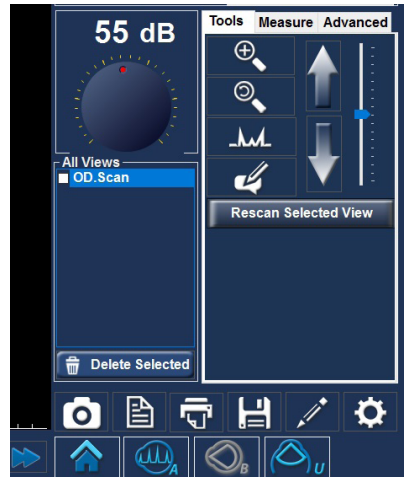 55 dB
Tools Measure Advanced
All Views
OD.Scan
Rescan Selected View
Delete Selected
A
B
U